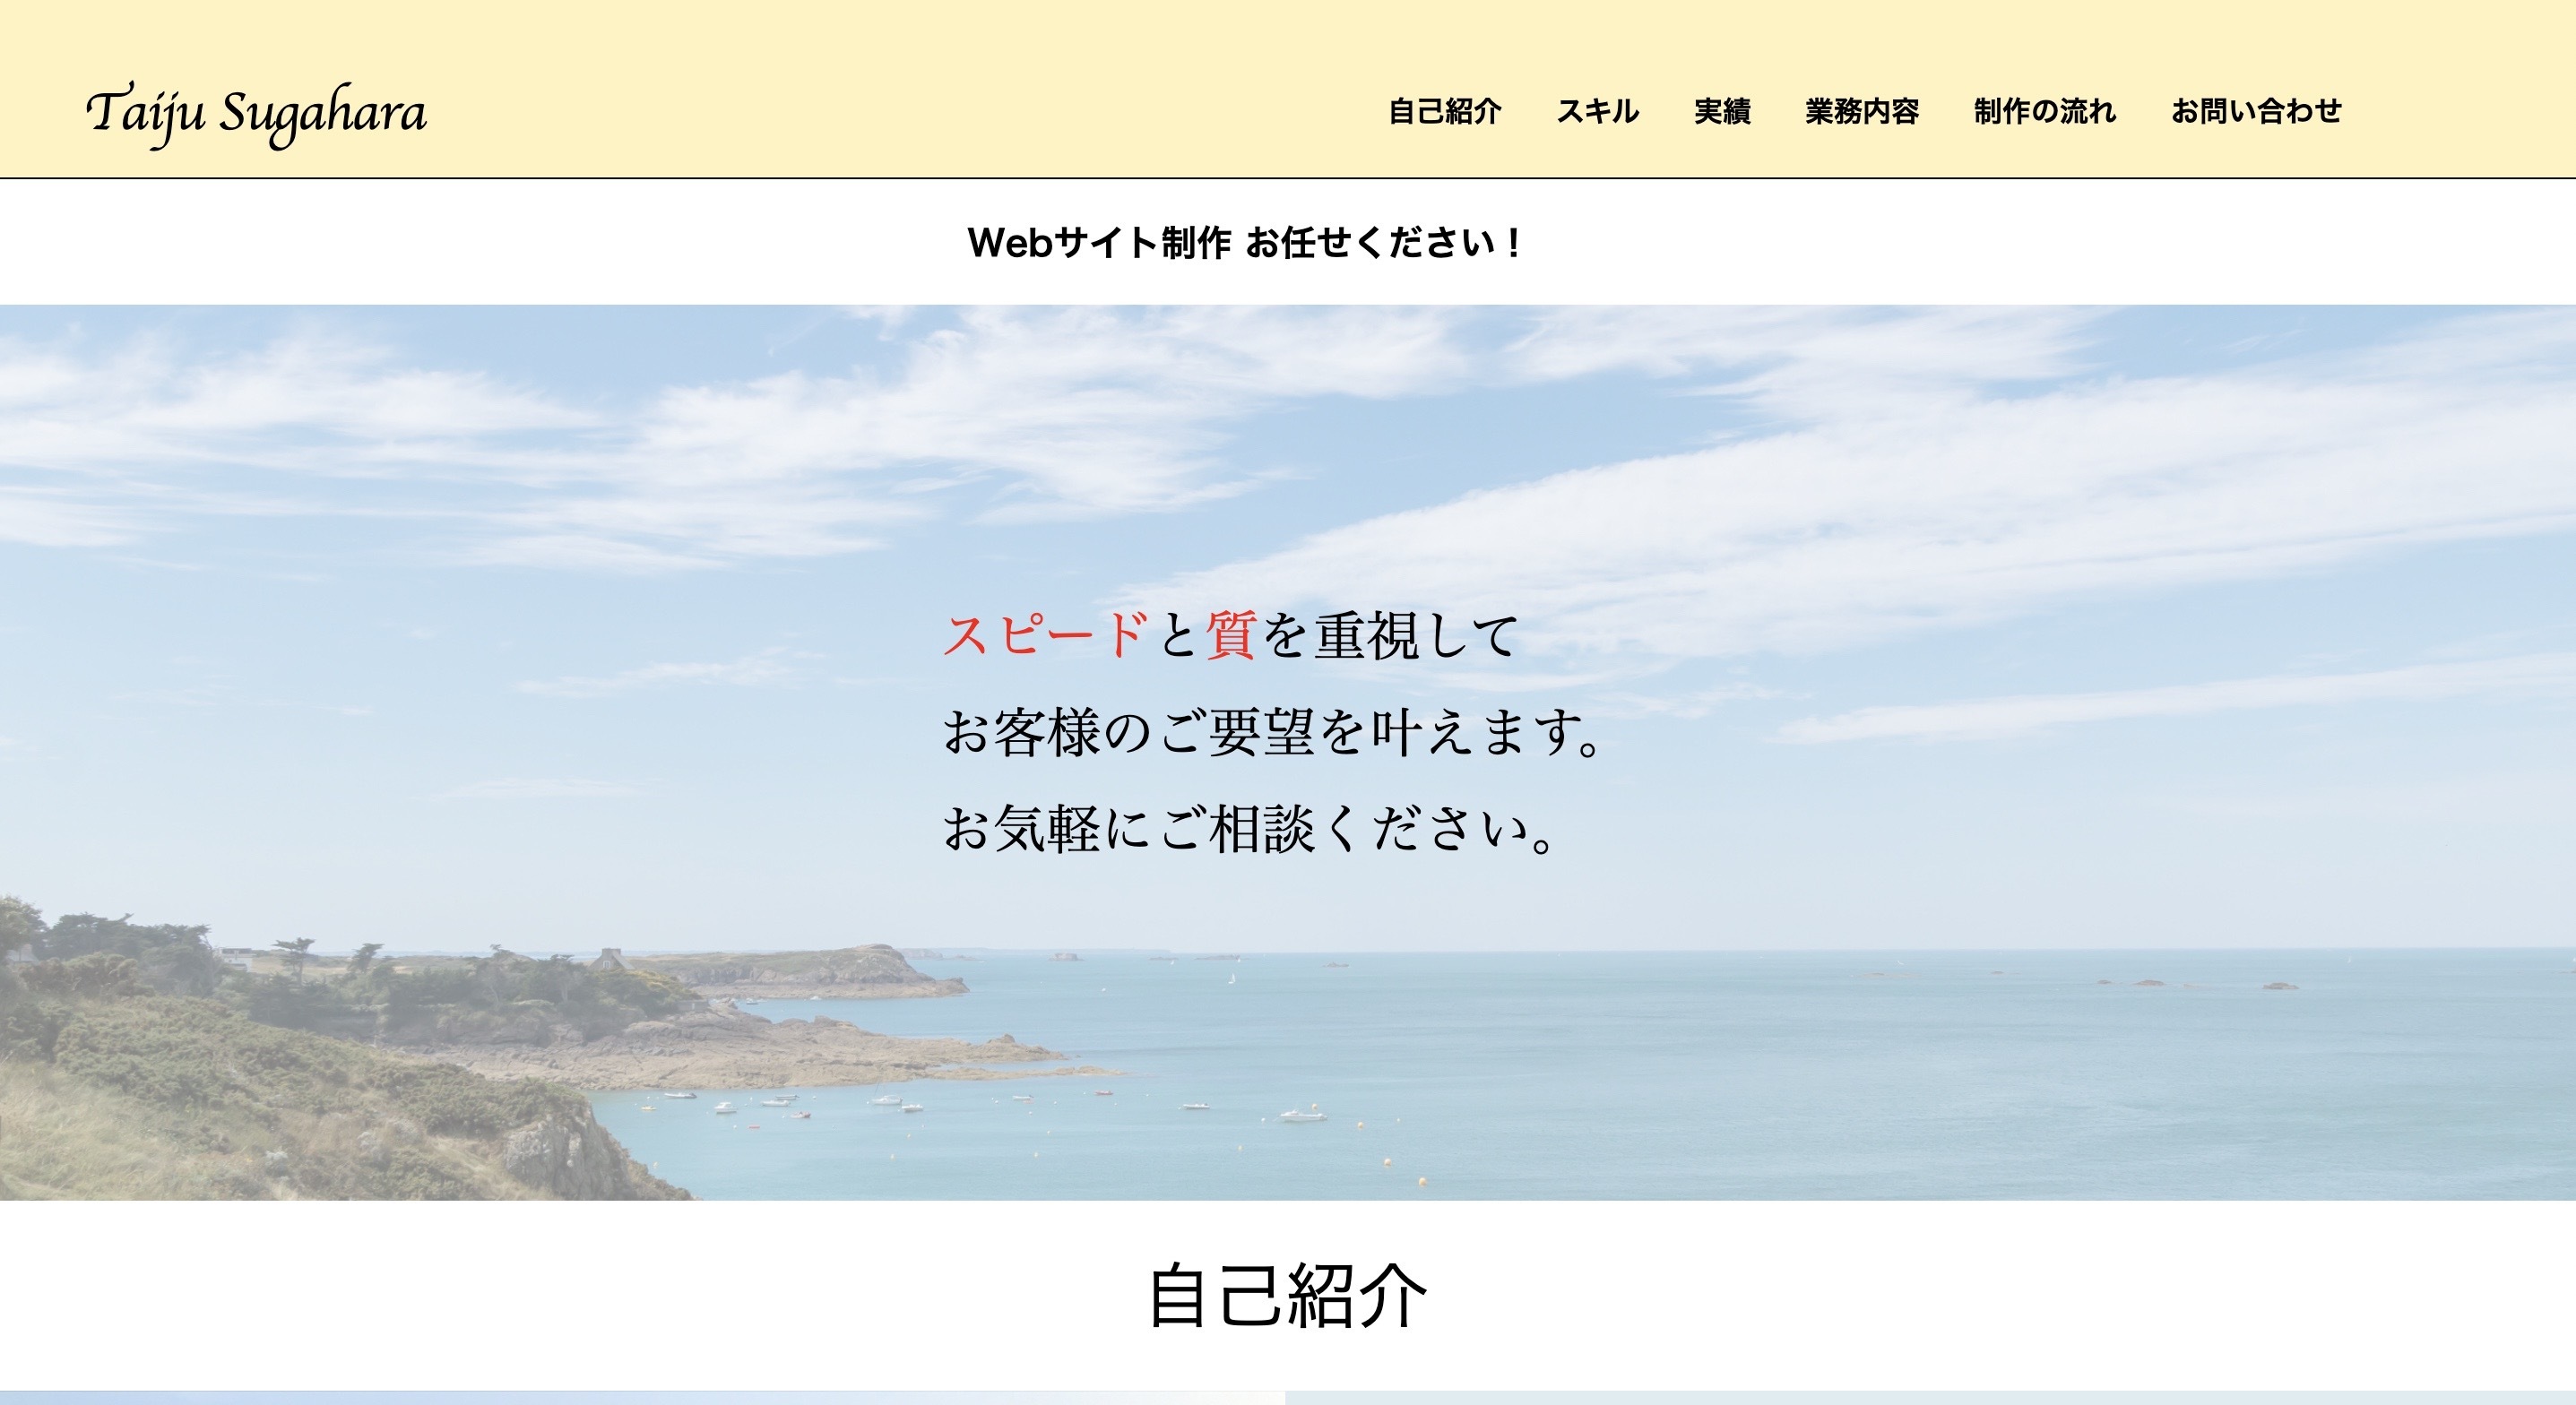 Taiju Sugahara
自己紹介 スキル 実績 業務内容 制作の流れ お問い合わせ
Webサイト制作 お任せください！
スピードと質を重視して
お客様のご要望を叶えます。
お気軽にご相談ください。
自己紹介